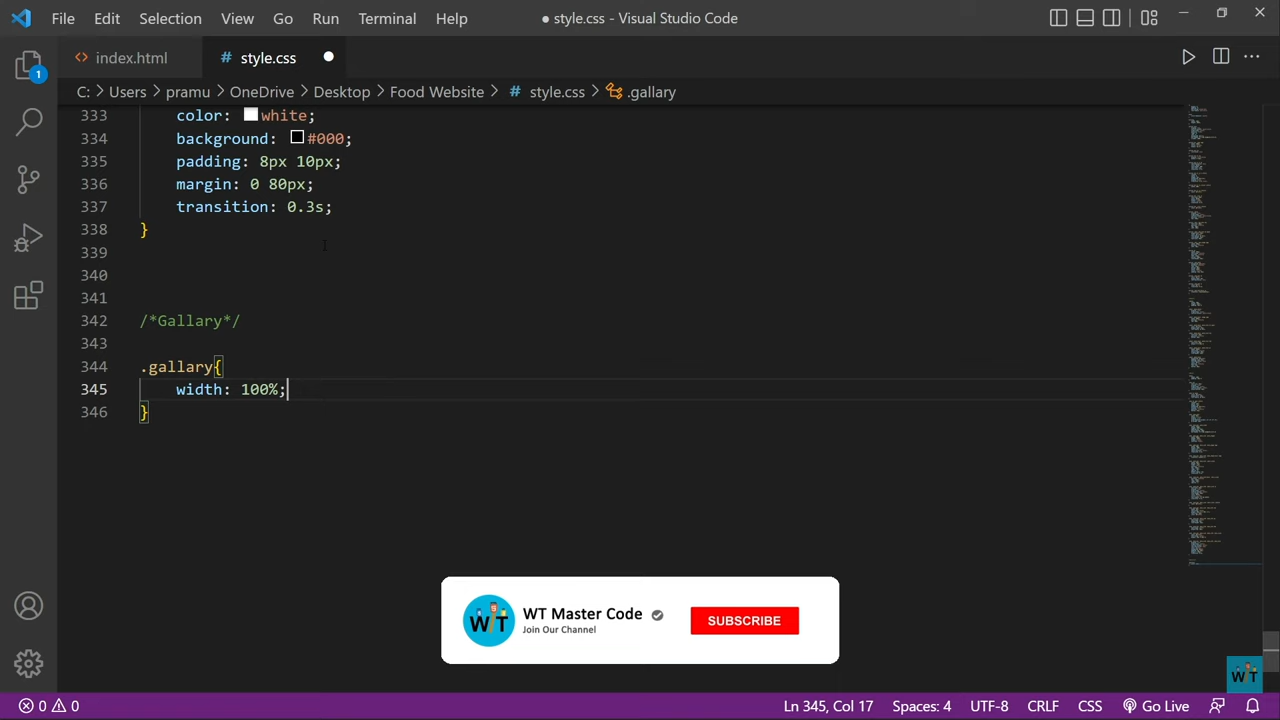 File Edit Selection View Go Run Terminal Help ● style.css - Visual Studio Code
1
index.html # style.css
C: > Users > pramu > OneDrive > Desktop > Food Website > # style.css > .gallary
333 color: white;
334 background: #000;
335 padding: 8px 10px;
336 margin: 0 80px;
337 transition: 0.3s;
338 }
339
340
341
342 /*Gallary*/
343
344 .gallary{
345 width: 100%;
346 }
WT
WT Master Code
Join Our Channel
SUBSCRIBE
WT
0 0 Ln 345, Col 17 Spaces: 4 UTF-8 CRLF CSS Go Live